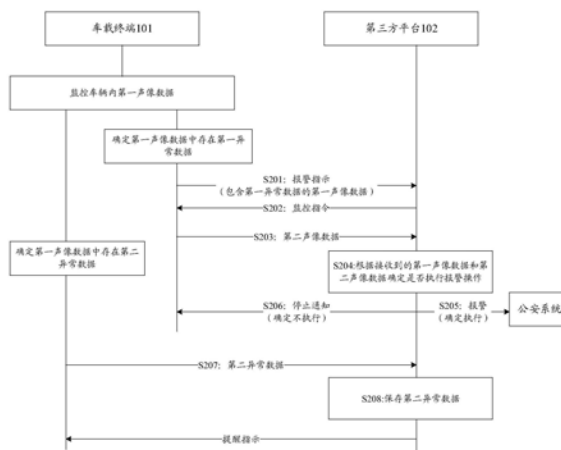 车载终端101
第三方平台102
监控车辆内第一声像数据
确定第一声像数据中存在第一异
常数据
S201: 报警指示
（包含第一异常数据的第一声像数据）
S202: 监控指令
S203: 第二声像数据
确定第一声像数据中存在第二
异常数据
S204:根据接收到的第一声像数据和第
二声像数据确定是否执行报警操作
S206: 停止通知
（确定不执行）
S205: 报警
（确定执行）
公安系统
S207: 第二异常数据
S208:保存第二异常数据
提醒指示